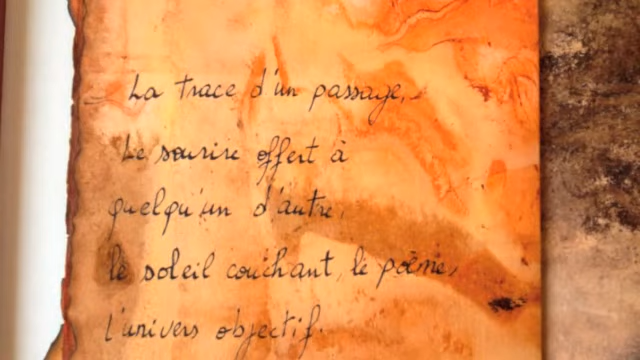 La trace d'un passage,
Le sourire offert à
quelqu'un d'autre,
le soleil couchant, le poème,
l'univers objectif.